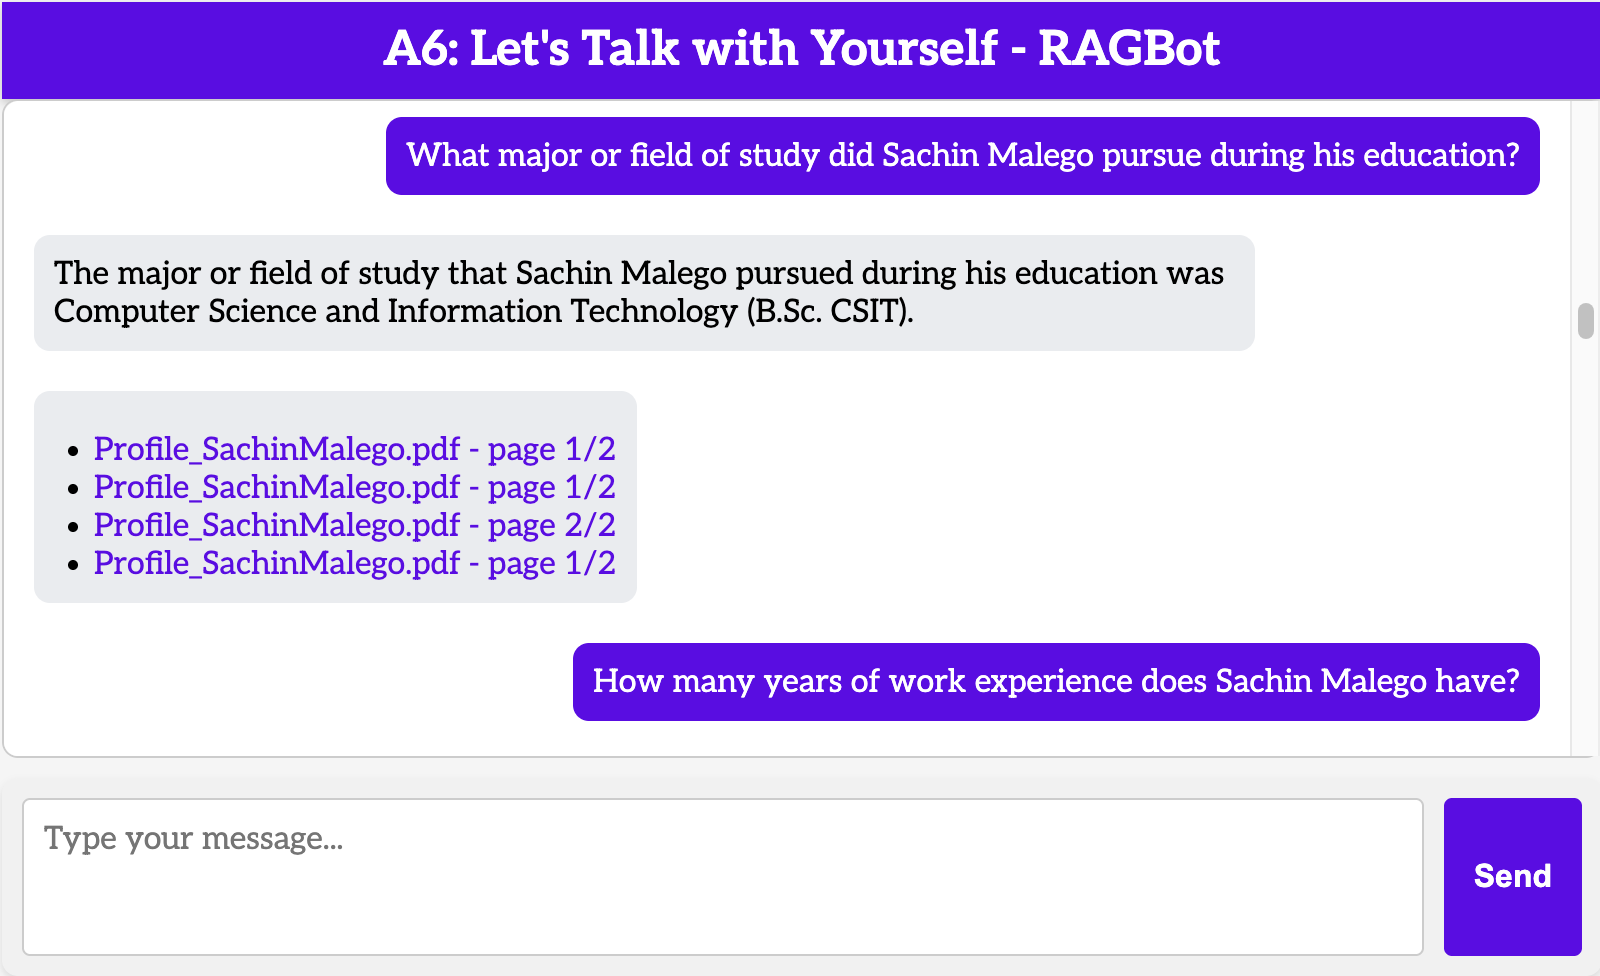 A6: Let's Talk with Yourself - RAGBot
What major or field of study did Sachin Malego pursue during his education?
The major or field of study that Sachin Malego pursued during his education was
Computer Science and Information Technology (B.Sc. CSIT).
Profile_SachinMalego.pdf - page 1/2
Profile_SachinMalego.pdf - page 1/2
Profile_SachinMalego.pdf - page 2/2
Profile_SachinMalego.pdf - page 1/2
How many years of work experience does Sachin Malego have?
Type your message...
Send